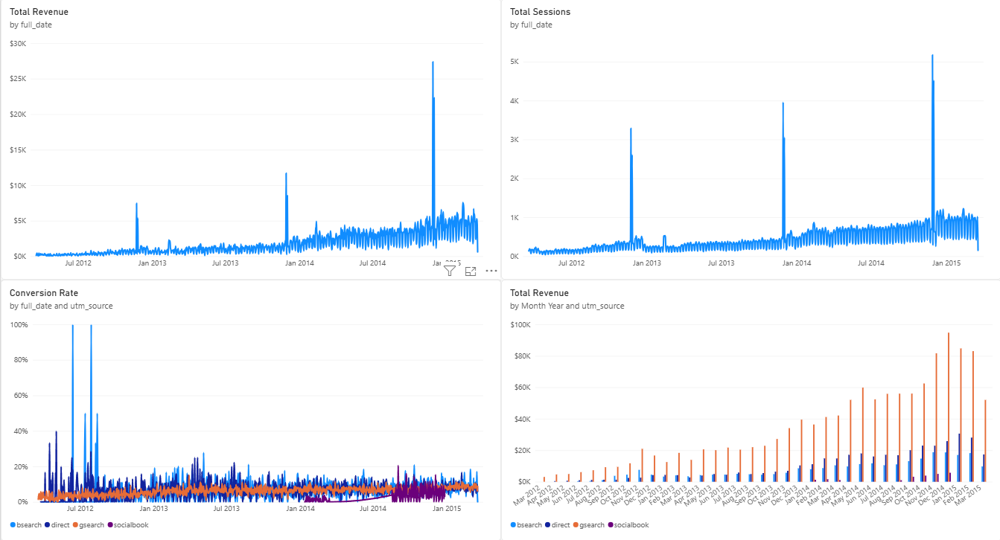 Total Revenue
by full_date
$30K
$25K
$20K
$15K
$10K
$5K
$0K
Jul 2012 Jan 2013 Jul 2013 Jan 2014 Jul 2014 Jan 2015
Total Sessions
by full_date
5K
4K
3K
2K
1K
0K
Jul 2012 Jan 2013 Jul 2013 Jan 2014 Jul 2014 Jan 2015
Conversion Rate
by full_date and utm_source
100%
80%
60%
40%
20%
0%
Jul 2012 Jan 2013 Jul 2013 Jan 2014 Jul 2014 Jan 2015
bsearch direct gsearch socialbook
Total Revenue
by Month Year and utm_source
$100K
$80K
$60K
$40K
$20K
$0K
Mar 2012 Apr 2012 May 2012 Jun 2012 Jul 2012 Aug 2012 Sep 2012 Oct 2012 Nov 2012 Dec 2012 Jan 2013 Feb 2013 Mar 2013 Apr 2013 May 2013 Jun 2013 Jul 2013 Aug 2013 Sep 2013 Oct 2013 Nov 2013 Dec 2013 Jan 2014 Feb 2014 Mar 2014 Apr 2014 May 2014 Jun 2014 Jul 2014 Aug 2014 Sep 2014 Oct 2014 Nov 2014 Dec 2014 Jan 2015 Feb 2015 Mar 2015
bsearch direct gsearch socialbook